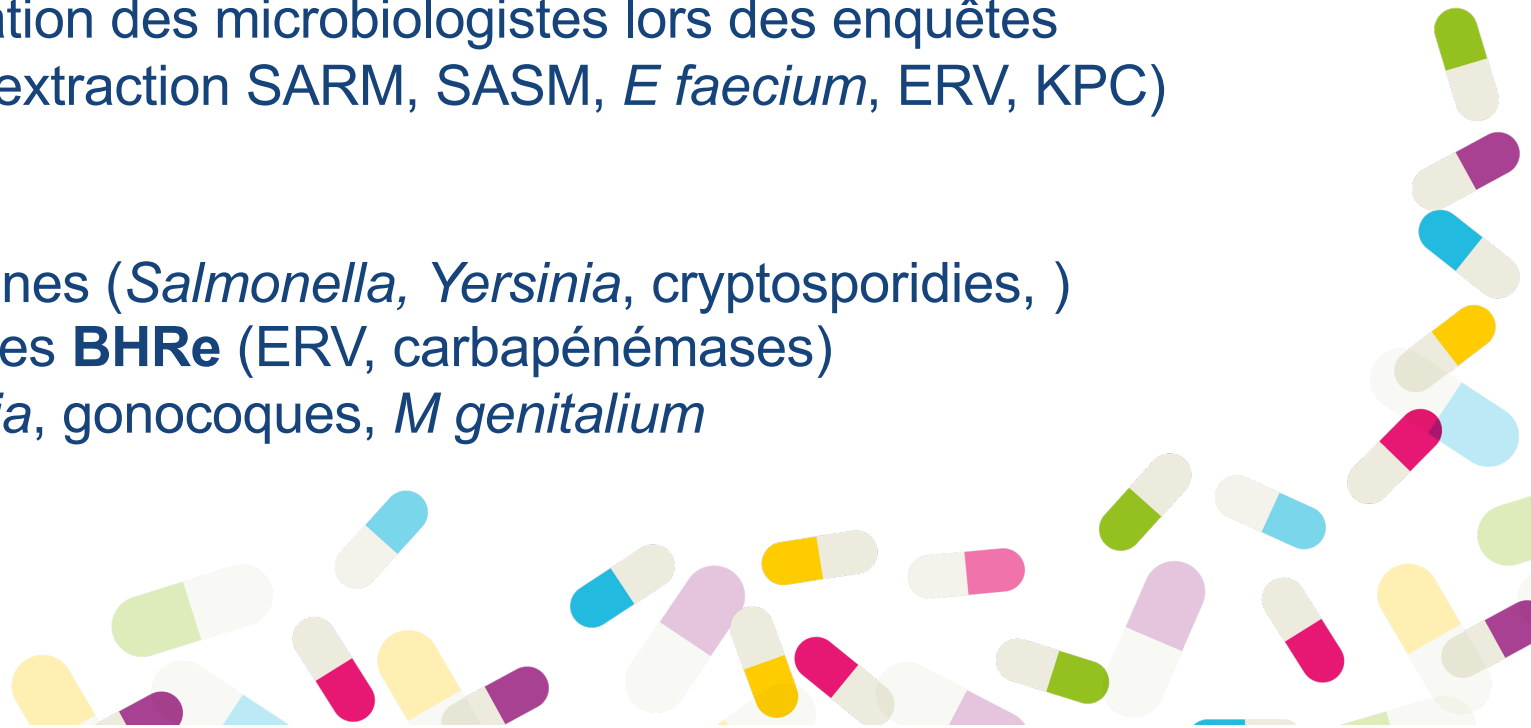 ation des microbiologistes lors des enquêtes
extraction SARM, SASM, E faecium, ERV, KPC)
nes (Salmonella, Yersinia, cryptosporidies, )
es BHRe (ERV, carbapénémases)
ia, gonocoques, M genitalium